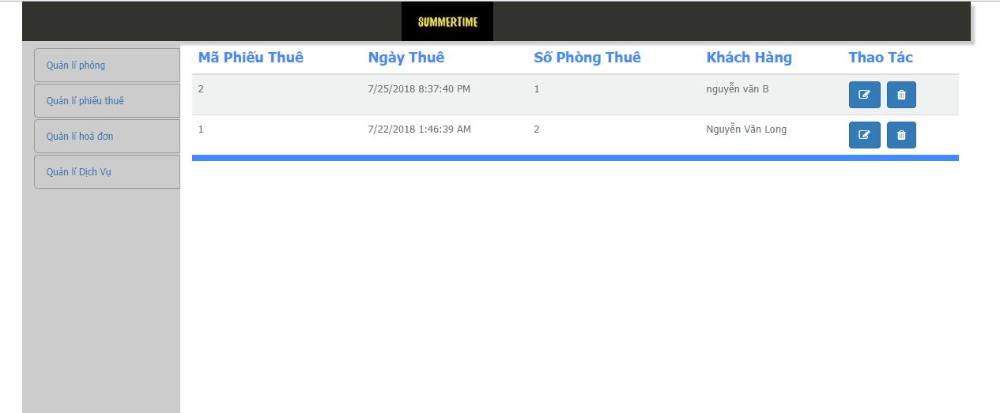 SUMMERTIME
Quản lí phòng
Quản lí phiếu thuê
Quản lí hoá đơn
Quản lí Dịch Vụ
Mã Phiếu Thuê Ngày Thuê Số Phòng Thuê Khách Hàng Thao Tác
2 7/25/2018 8:37:40 PM 1 nguyễn văn B
1 7/22/2018 1:46:39 AM 2 Nguyễn Văn Long